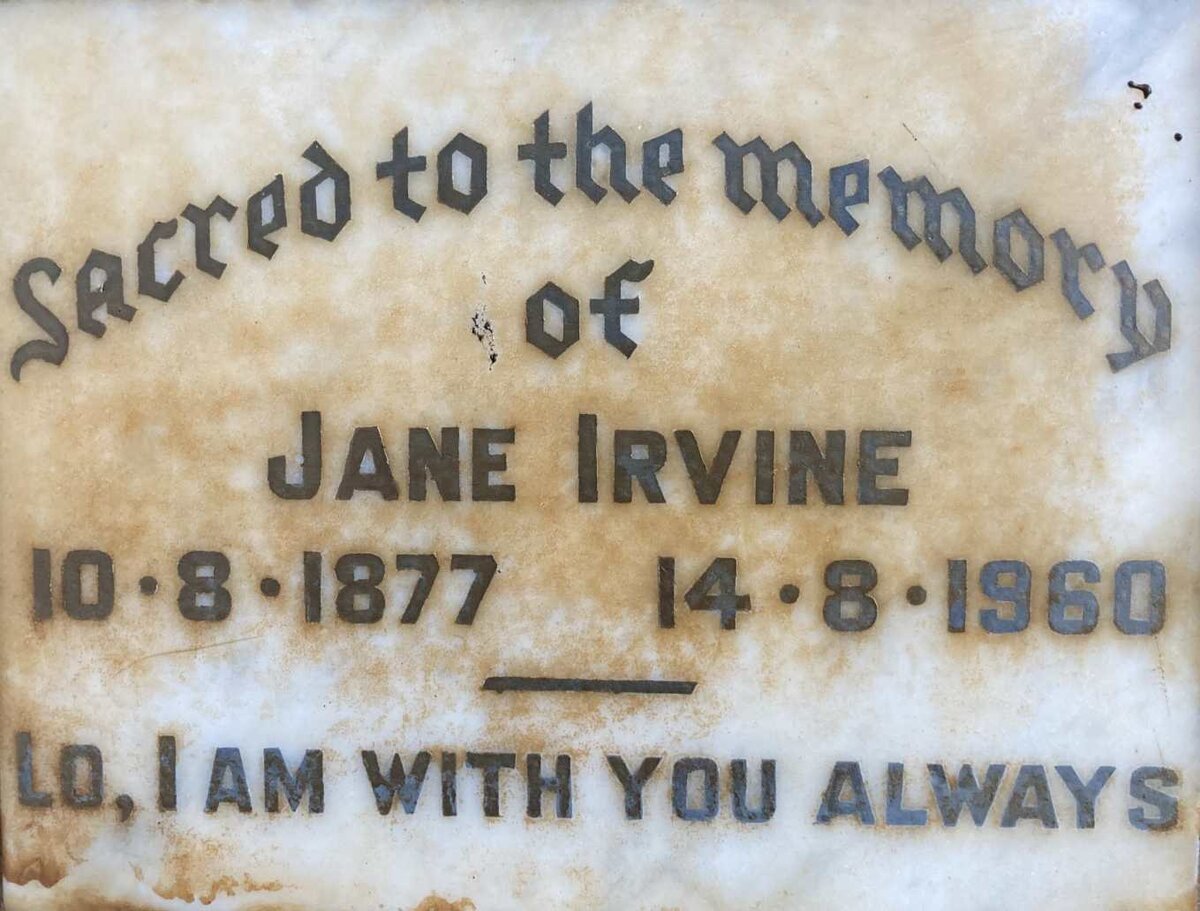 Sacred to the memory
of
JANE IRVINE
10·8·1877 14·8·1960
LO, I AM WITH YOU ALWAYS